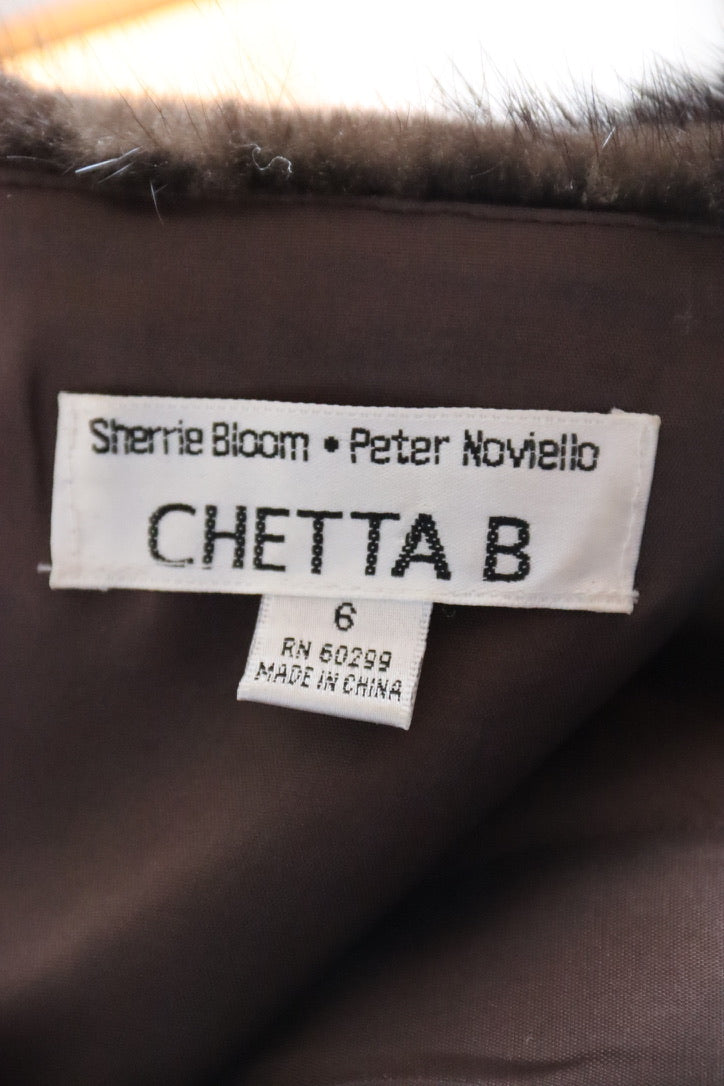 Sherrie Bloom • Peter Noviello
CHETTA B
6
RN 60299
MADE IN CHINA